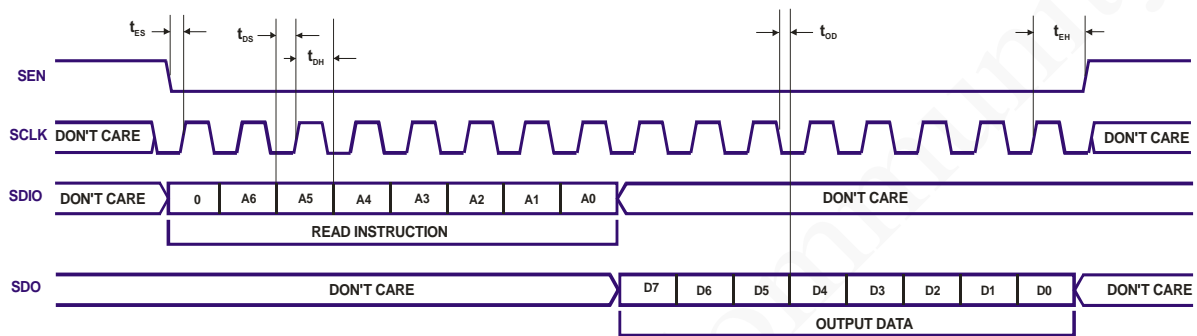 tES tDS tOD tEH
tDH
SEN
SCLK DON'T CARE DON'T CARE
SDIO DON'T CARE 0 A6 A5 A4 A3 A2 A1 A0 DON'T CARE
READ INSTRUCTION
SDO DON'T CARE D7 D6 D5 D4 D3 D2 D1 D0 DON'T CARE
OUTPUT DATA